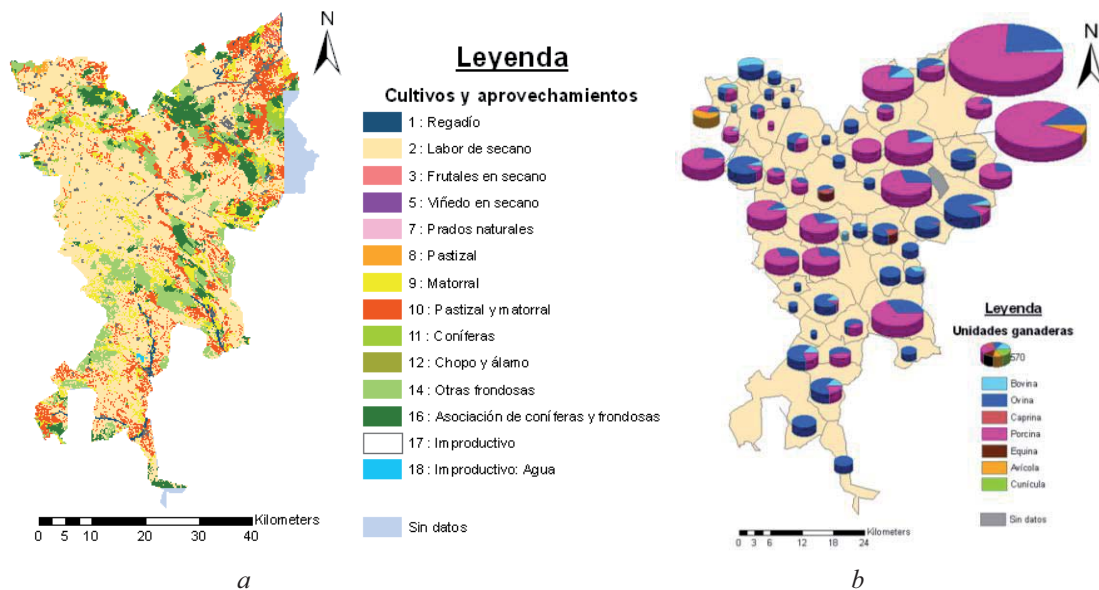 N
Leyenda
Cultivos y aprovechamientos
1 : Regadío
2 : Labor de secano
3 : Frutales en secano
5 : Viñedo en secano
7 : Prados naturales
8 : Pastizal
9 : Matorral
10 : Pastizal y matorral
11 : Coníferas
12 : Chopo y álamo
14 : Otras frondosas
16 : Asociación de coníferas y frondosas
17 : Improductivo
18 : Improductivo: Agua
Sin datos
Kilometers
0 5 10 20 30 40
a
N
Leyenda
Unidades ganaderas
570
Bovina
Ovina
Caprina
Porcina
Equina
Avícola
Cunícula
Sin datos
Kilometers
0 3 6 12 18 24
b